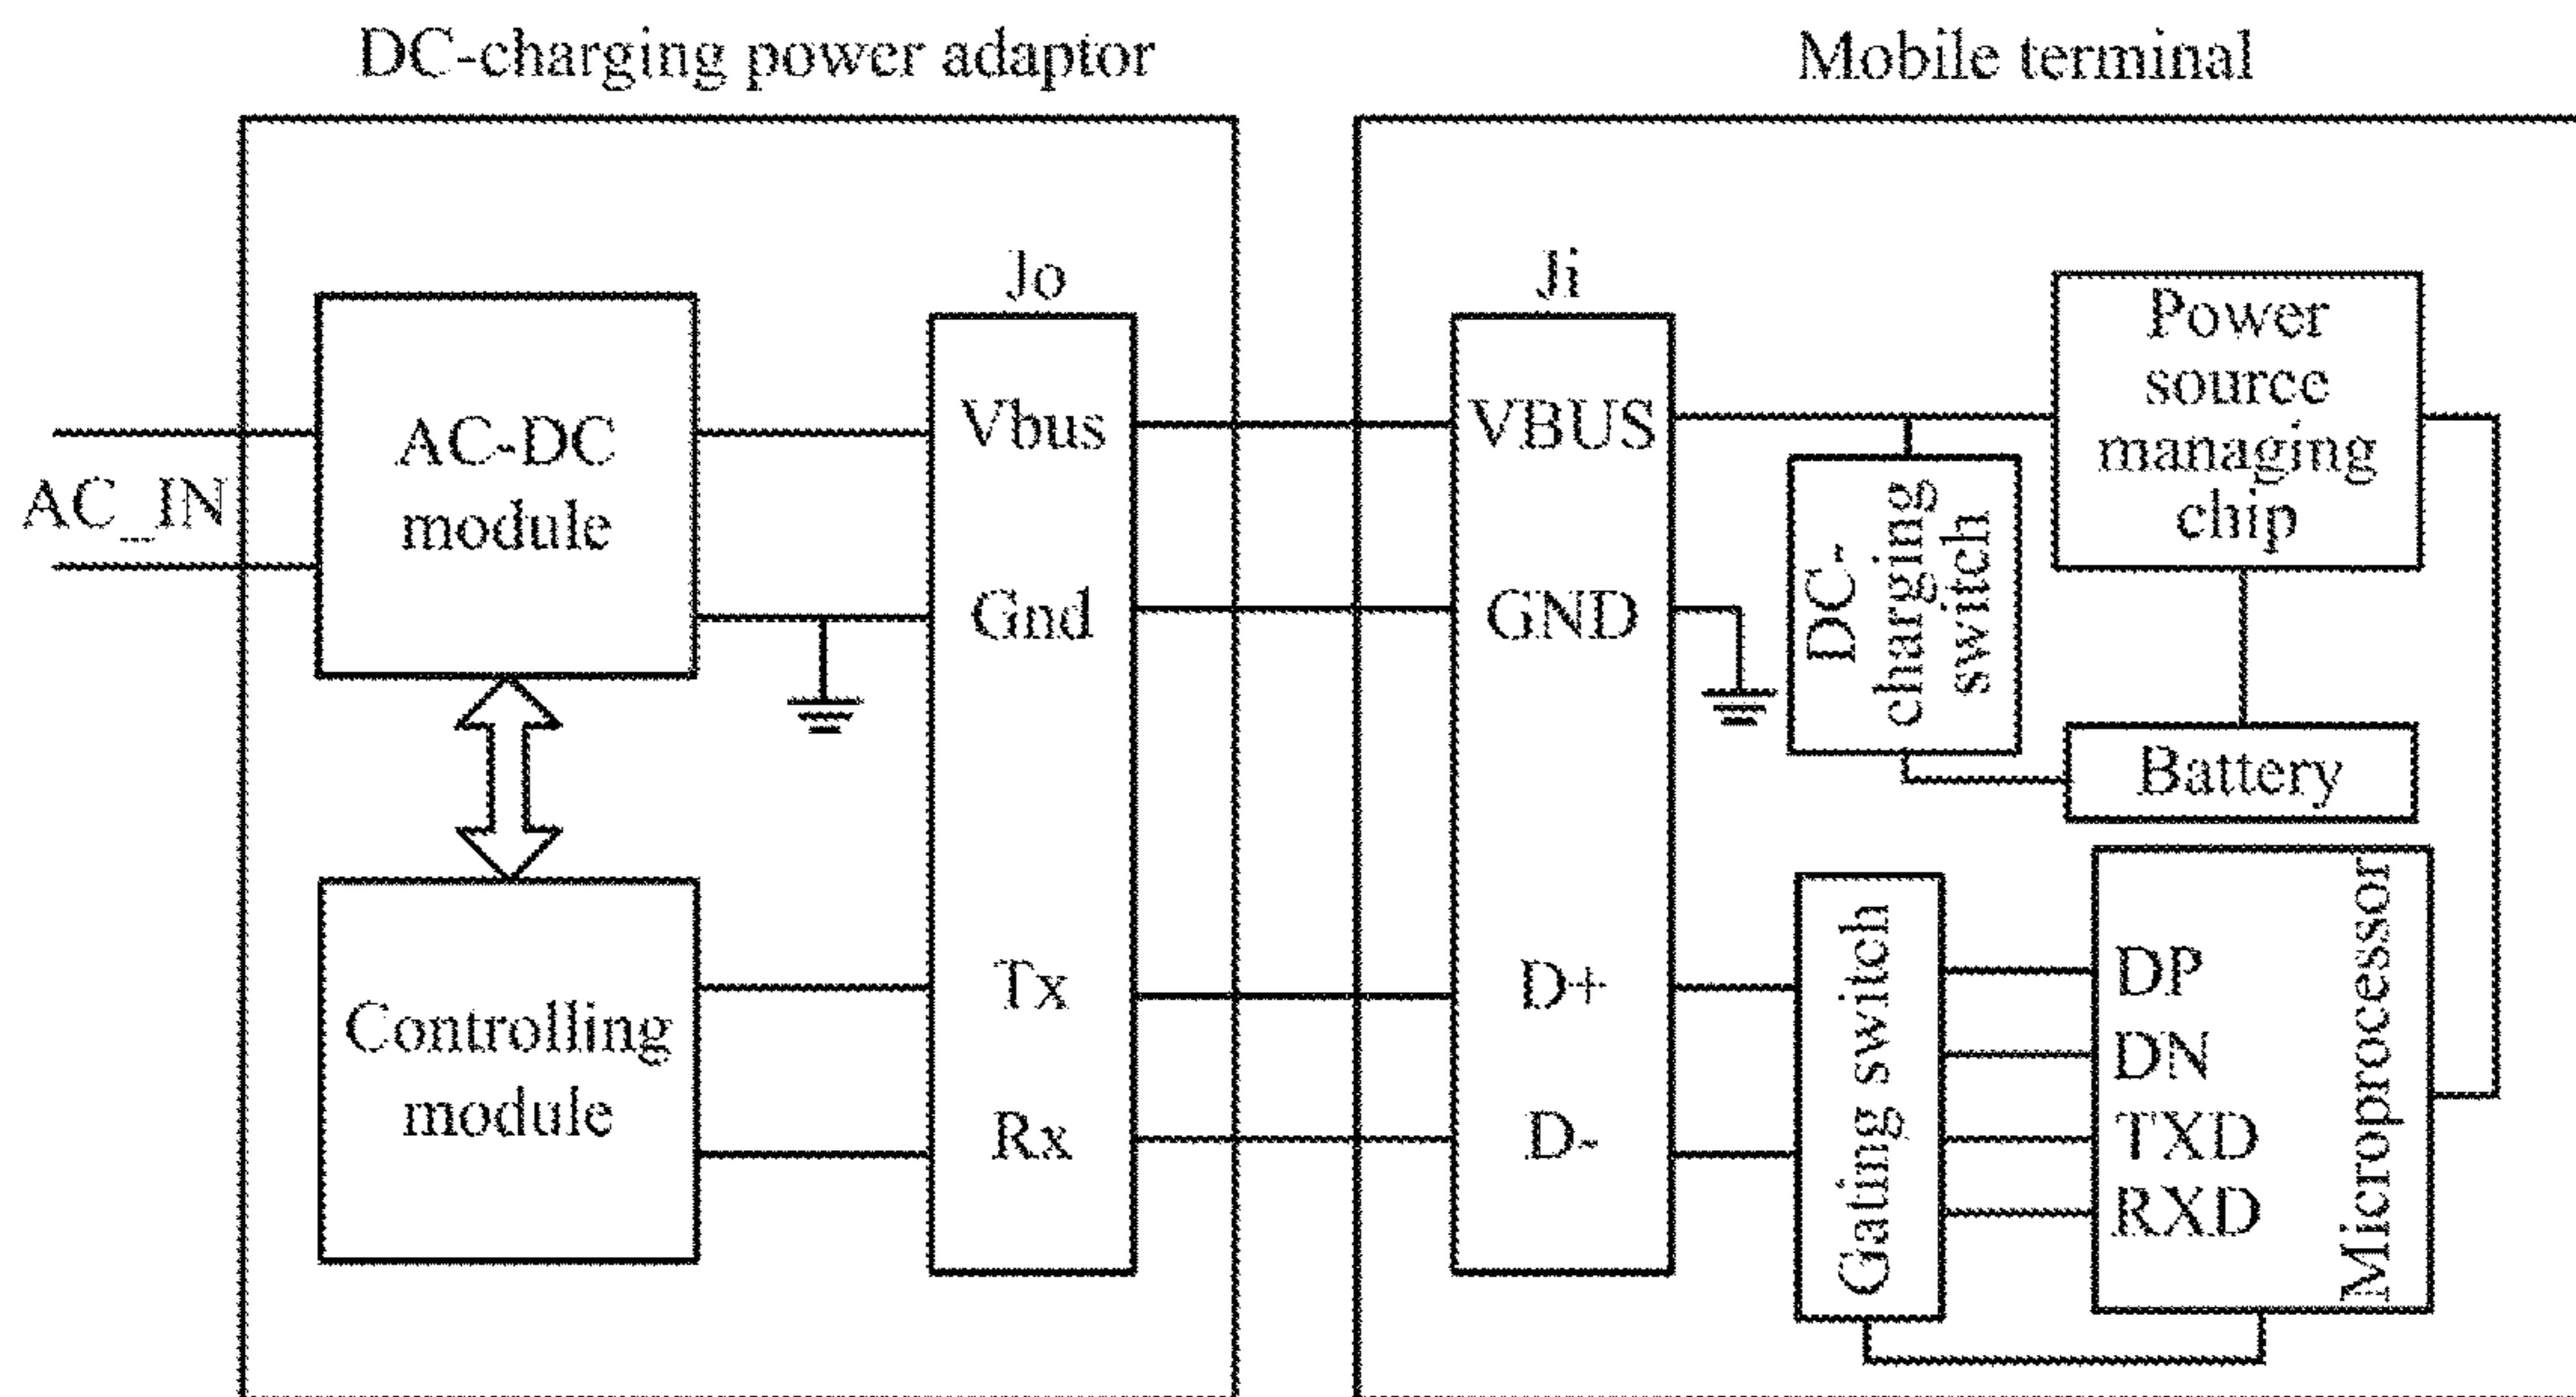 DC-charging power adaptor
Mobile terminal
AC_IN
AC-DC
module
Controlling
module
Jo
Vbus
Gnd
Tx
Rx
Ji
VBUS
GND
D+
D-
DC-
charging
switch
Power
source
managing
chip
Battery
Gating switch
DP
DN
TXD
RXD
Microprocessor